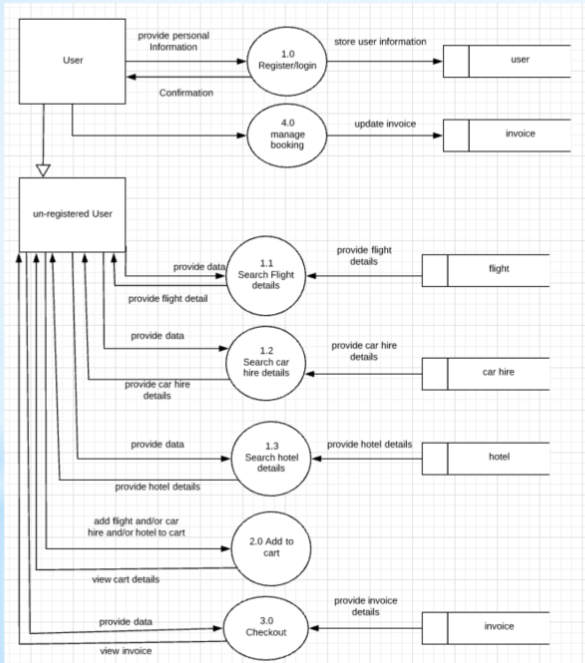 provide personal
Information
store user information
User
1.0
Register/login
user
Confirmation
4.0
manage
booking
update invoice
invoice
un-registered User
1.1
Search Flight
details
provide data
provide flight
details
flight
provide flight detail
1.2
Search car
hire details
provide data
provide car hire
details
car hire
provide car hire
details
1.3
Search hotel
details
provide data
provide hotel details
hotel
provide hotel details
add flight and/or car
hire and/or hotel to cart
2.0 Add to
cart
view cart details
3.0
Checkout
provide data
provide invoice
details
invoice
view invoice